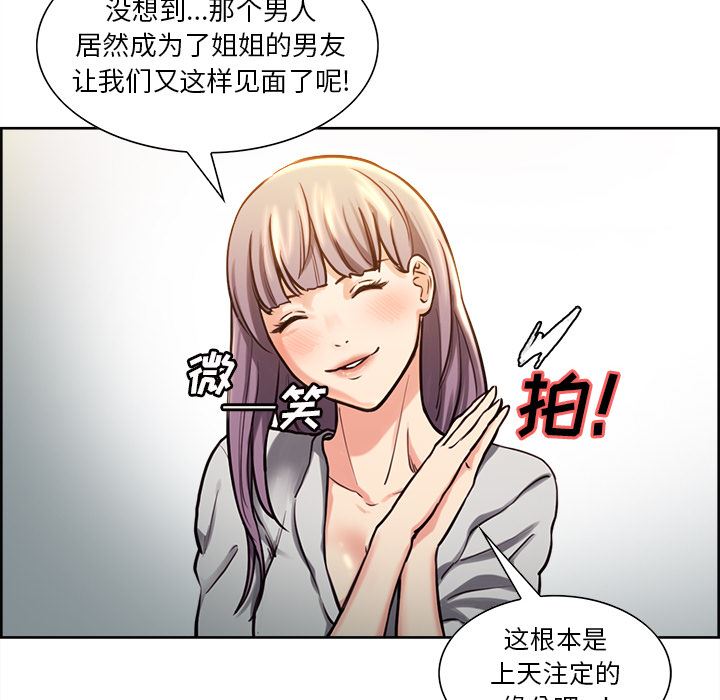 没想到...那个男人
居然成为了姐姐的男友
让我们又这样见面了呢!
微一笑
拍!
这根本是
上天注定的